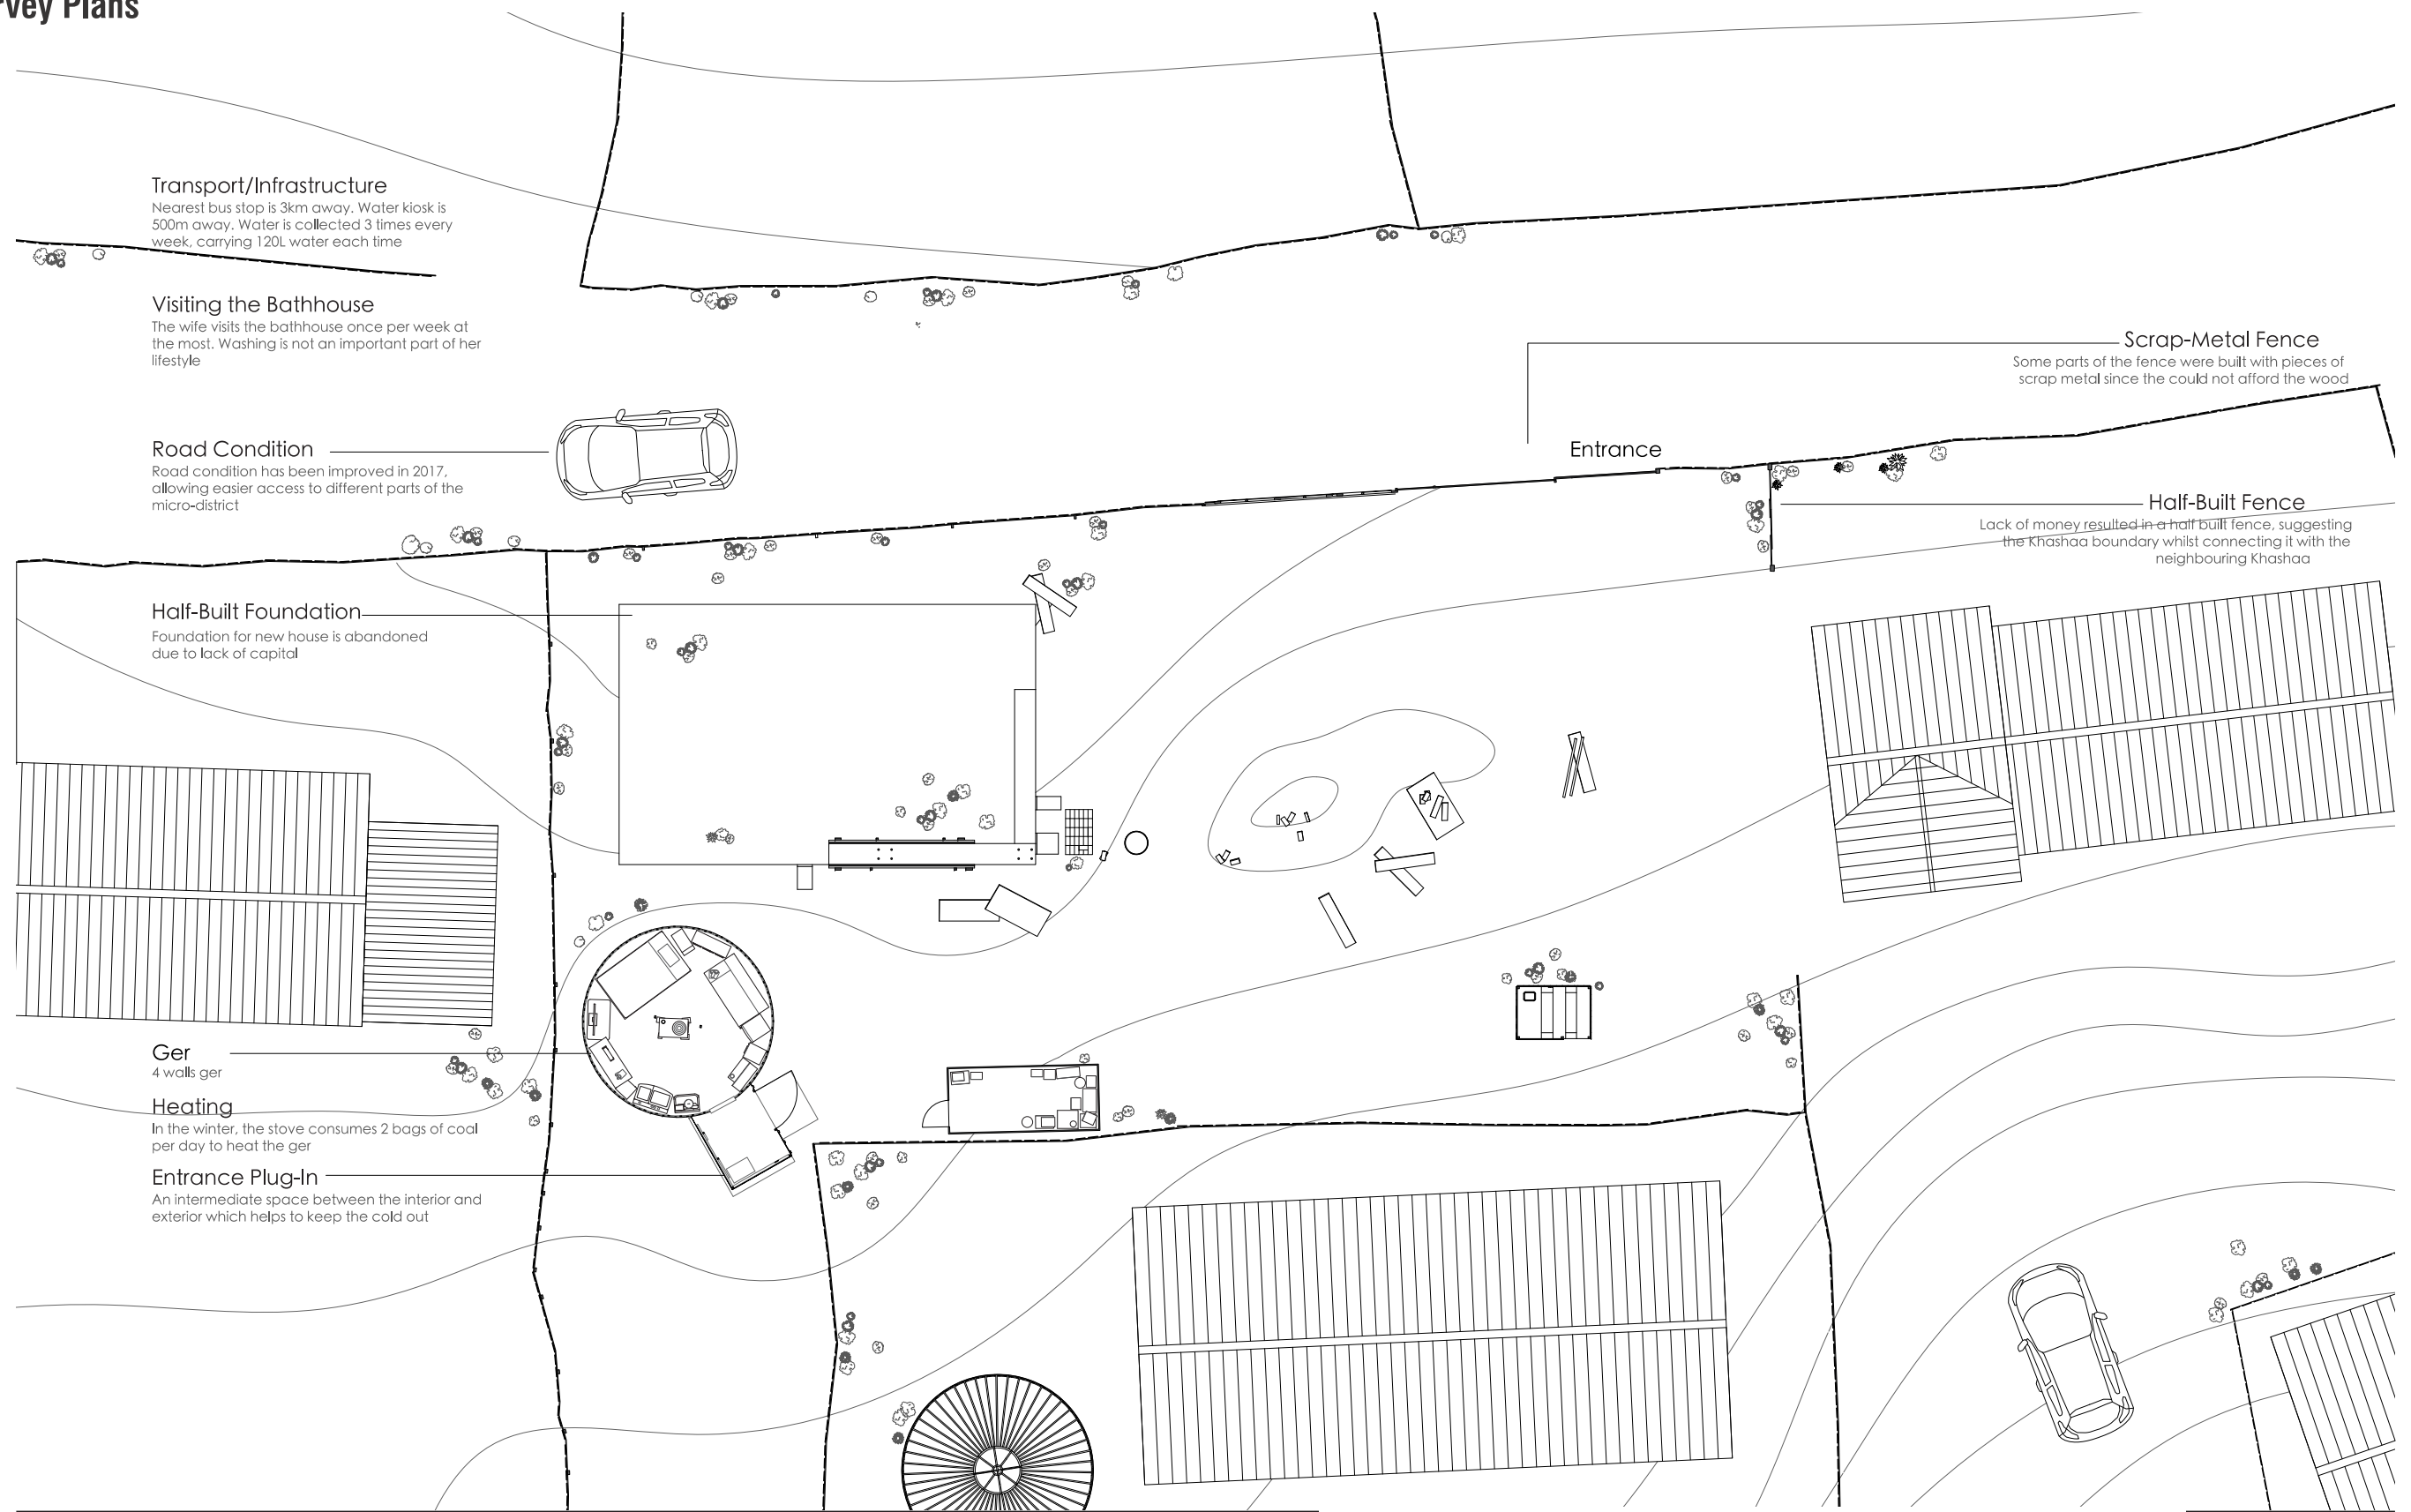 Plans
Transport/Infrastructure
Nearest bus stop is 3km away. Water kiosk is
500m away. Water is collected 3 times every
week, carrying 120L water each time
Visiting the Bathhouse
The wife visits the bathhouse once per week at
the most. Washing is not an important part of her
lifestyle
Road Condition
Road condition has been improved in 2017,
allowing easier access to different parts of the
micro-district
Half-Built Foundation
Foundation for new house is abandoned
due to lack of capital
Ger
4 walls ger
Heating
In the winter, the stove consumes 2 bags of coal
per day to heat the ger
Entrance Plug-In
An intermediate space between the interior and
exterior which helps to keep the cold out
Entrance
Scrap-Metal Fence
Some parts of the fence were built with pieces of
scrap metal since the could not afford the wood
Half-Built Fence
Lack of money resulted in a half built fence, suggesting
the Khashaa boundary whilst connecting it with the
neighbouring Khashaa